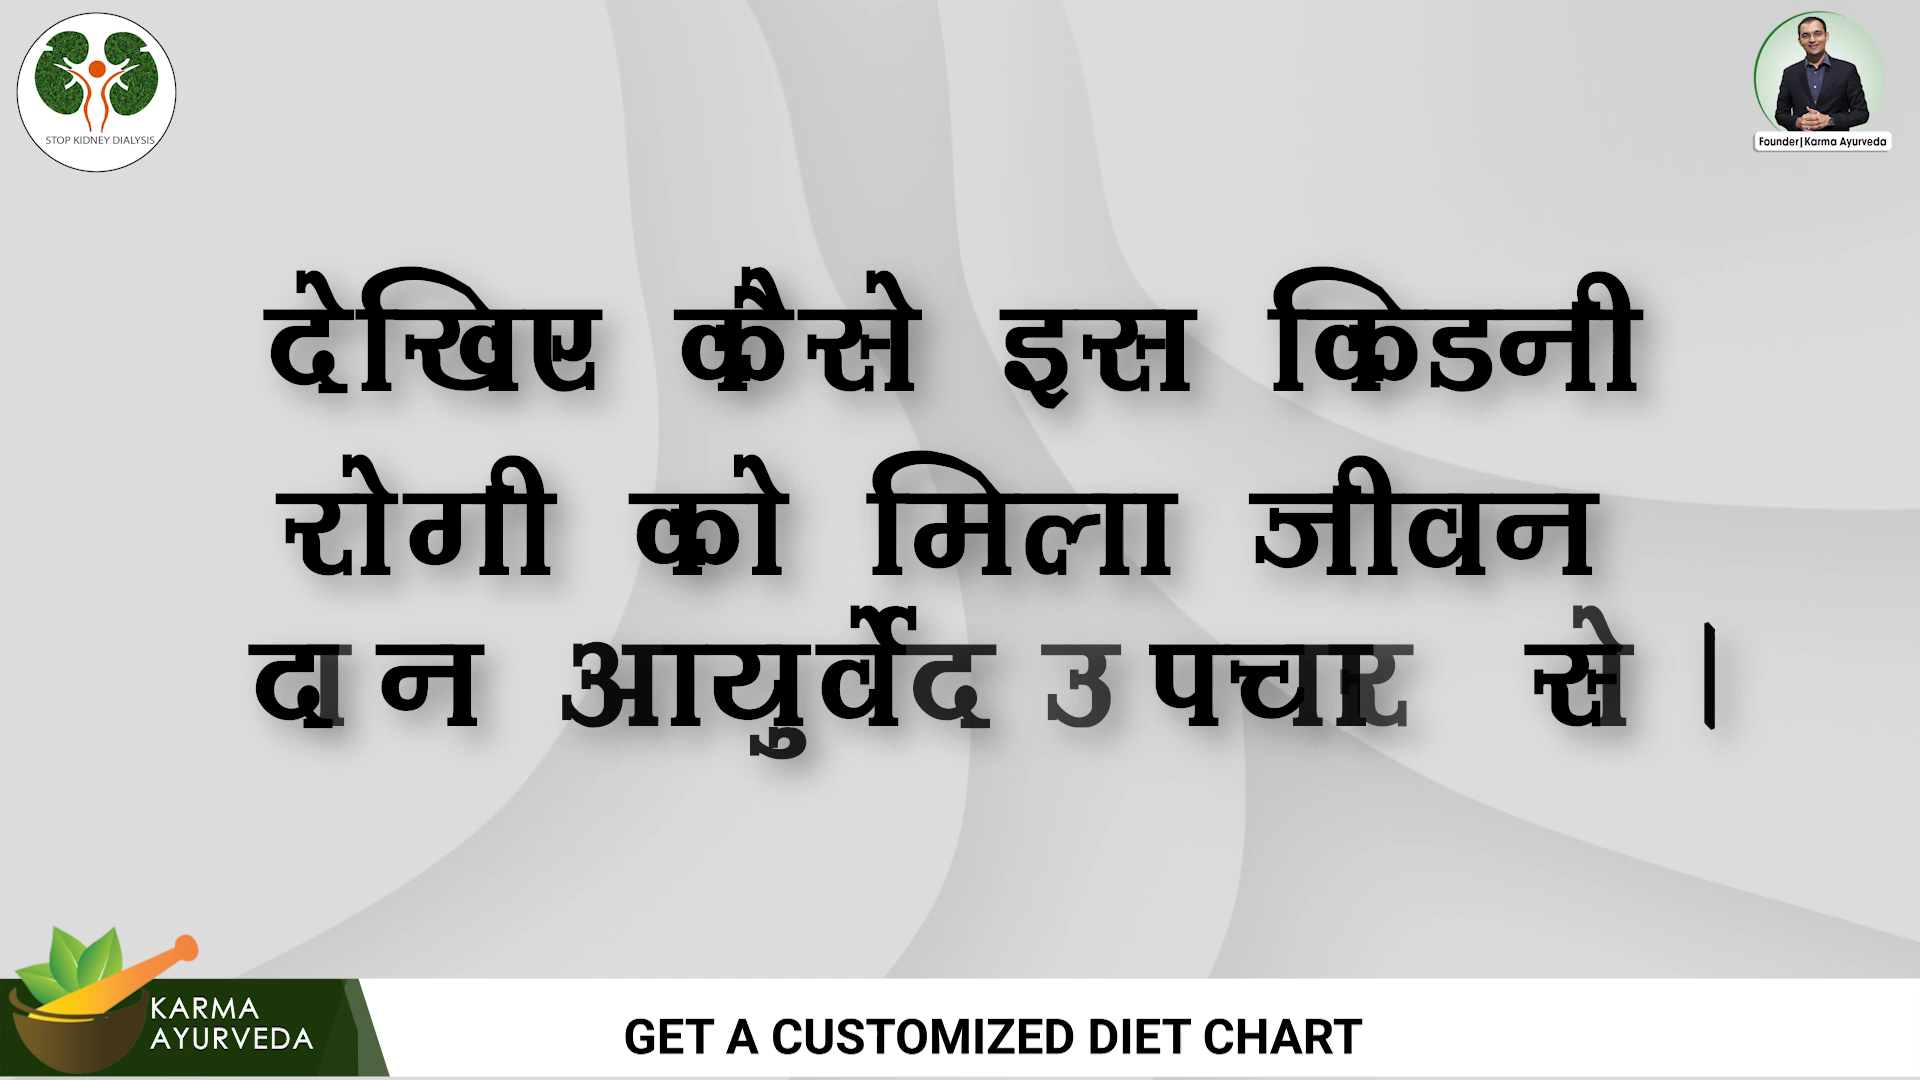 STOP KIDNEY DIALYSIS
Founder|Karma Ayurveda
देखिए कैसे इस किडनी
रोगी को मिला जीवन
दान आयुर्वेद उपचार से |
KARMA
AYURVEDA
GET A CUSTOMIZED DIET CHART